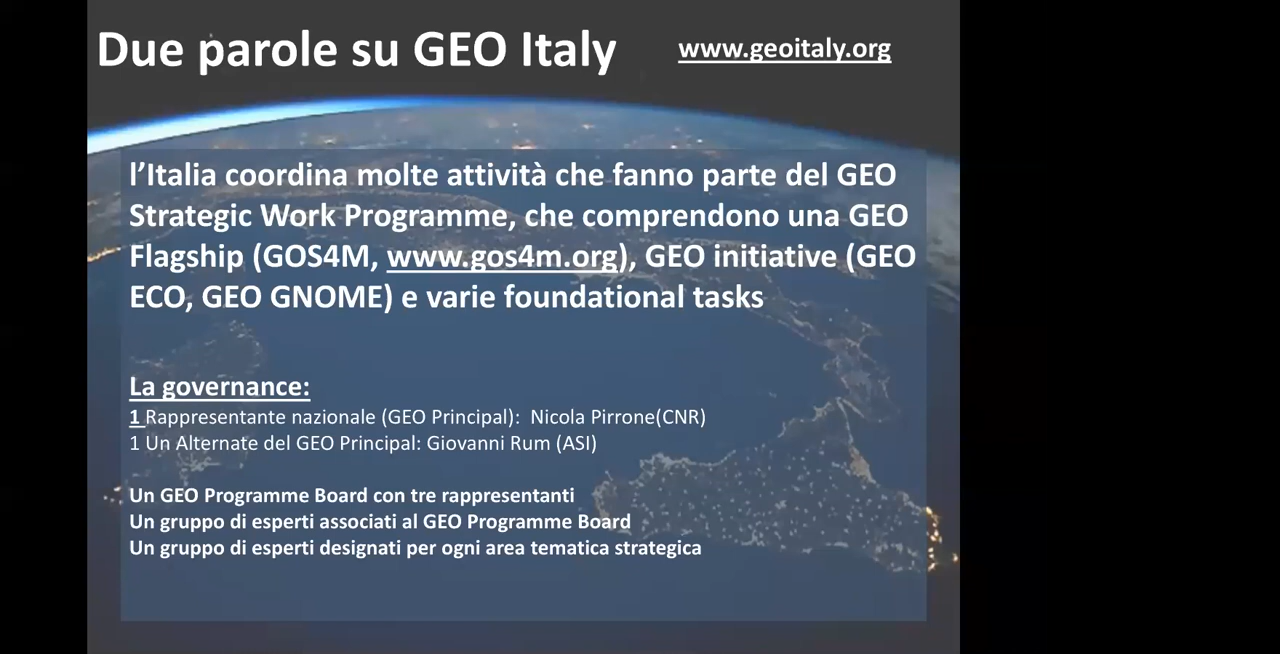 Due parole su GEO Italy
www.geoitaly.org
l’Italia coordina molte attività che fanno parte del GEO
Strategic Work Programme, che comprendono una GEO
Flagship (GOS4M, www.gos4m.org), GEO initiative (GEO
ECO, GEO GNOME) e varie foundational tasks
La governance:
1 Rappresentante nazionale (GEO Principal): Nicola Pirrone(CNR)
1 Un Alternate del GEO Principal: Giovanni Rum (ASI)
Un GEO Programme Board con tre rappresentanti
Un gruppo di esperti associati al GEO Programme Board
Un gruppo di esperti designati per ogni area tematica strategica